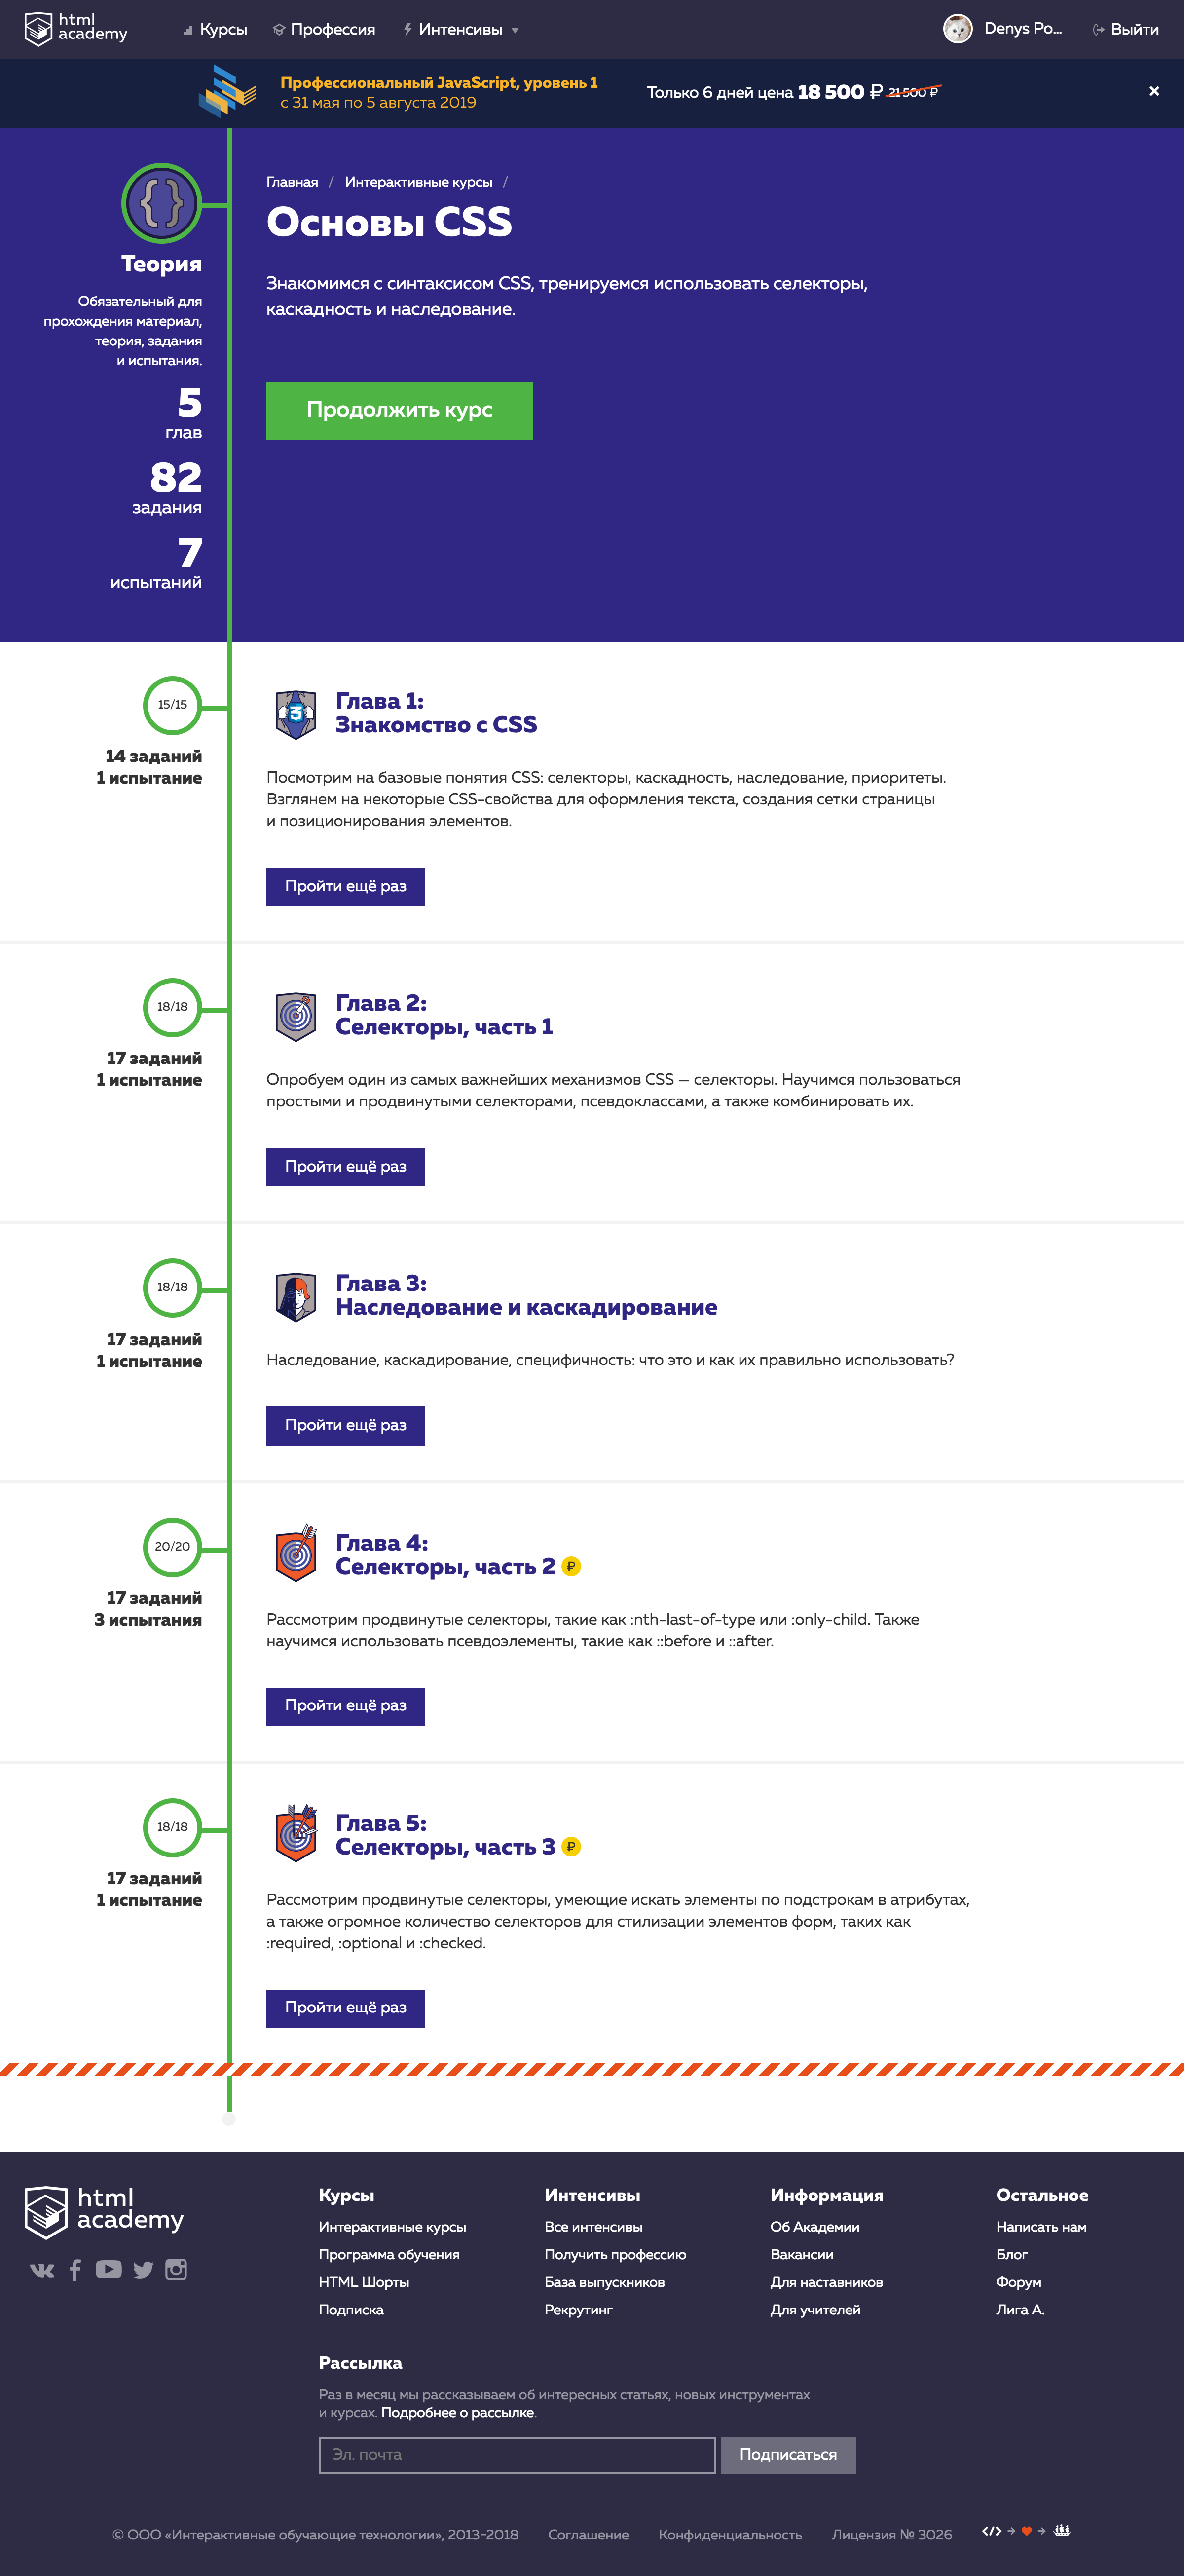 html
academy
Курсы
Профессия
Интенсивы
Denys Po...
Выйти
Профессиональный JavaScript, уровень 1
с 31 мая по 5 августа 2019
Только 6 дней цена 18 500 ₽ 21 500 ₽
×
{ }
Теория
Обязательный для
прохождения материал,
теория, задания
и испытания.
5
глав
82
задания
7
испытаний
Главная / Интерактивные курсы /
Основы CSS
Знакомимся с синтаксисом CSS, тренируемся использовать селекторы,
каскадность и наследование.
Продолжить курс
15/15
14 заданий
1 испытание
3
Глава 1:
Знакомство с CSS
Посмотрим на базовые понятия CSS: селекторы, каскадность, наследование, приоритеты.
Взглянем на некоторые CSS-свойства для оформления текста, создания сетки страницы
и позиционирования элементов.
Пройти ещё раз
18/18
17 заданий
1 испытание
Глава 2:
Селекторы, часть 1
Опробуем один из самых важнейших механизмов CSS — селекторы. Научимся пользоваться
простыми и продвинутыми селекторами, псевдоклассами, а также комбинировать их.
Пройти ещё раз
18/18
17 заданий
1 испытание
Глава 3:
Наследование и каскадирование
Наследование, каскадирование, специфичность: что это и как их правильно использовать?
Пройти ещё раз
20/20
17 заданий
3 испытания
Глава 4:
Селекторы, часть 2 ₽
Рассмотрим продвинутые селекторы, такие как :nth-last-of-type или :only-child. Также
научимся использовать псевдоэлементы, такие как ::before и ::after.
Пройти ещё раз
18/18
17 заданий
1 испытание
Глава 5:
Селекторы, часть 3 ₽
Рассмотрим продвинутые селекторы, умеющие искать элементы по подстрокам в атрибутах,
а также огромное количество селекторов для стилизации элементов форм, таких как
:required, :optional и :checked.
Пройти ещё раз
html
academy
Курсы
Интерактивные курсы
Программа обучения
HTML Шорты
Подписка
Интенсивы
Все интенсивы
Получить профессию
База выпускников
Рекрутинг
Информация
Об Академии
Вакансии
Для наставников
Для учителей
Остальное
Написать нам
Блог
Форум
Лига А.
Рассылка
Раз в месяц мы рассказываем об интересных статьях, новых инструментах
и курсах. Подробнее о рассылке.
Эл. почта
Подписаться
© ООО «Интерактивные обучающие технологии», 2013−2018
Соглашение
Конфиденциальность
Лицензия № 3026
</>